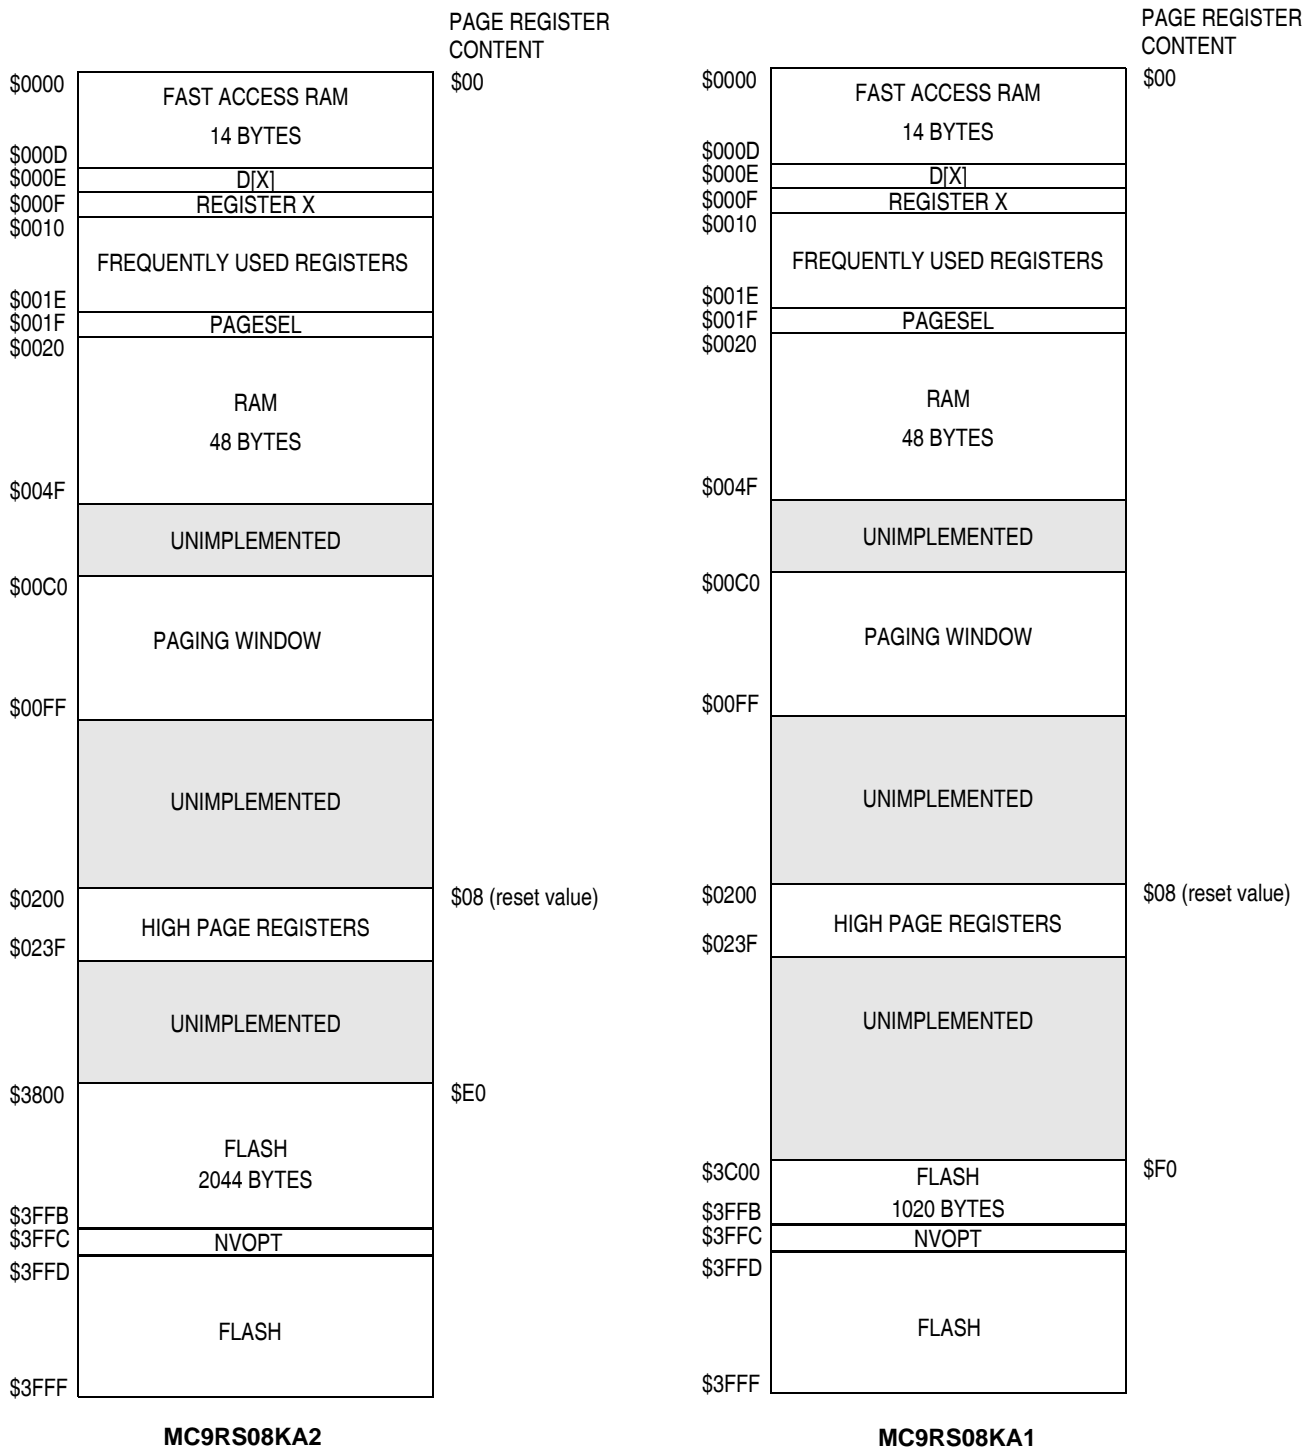 PAGE REGISTER
CONTENT
$0000
$00
FAST ACCESS RAM
14 BYTES
$000D
$000E
D[X]
$000F
REGISTER X
$0010
FREQUENTLY USED REGISTERS
$001E
$001F
PAGESEL
$0020
RAM
48 BYTES
$004F
UNIMPLEMENTED
$00C0
PAGING WINDOW
$00FF
UNIMPLEMENTED
$0200
$08 (reset value)
HIGH PAGE REGISTERS
$023F
UNIMPLEMENTED
$3800
$E0
FLASH
2044 BYTES
$3FFB
$3FFC
NVOPT
$3FFD
FLASH
$3FFF
MC9RS08KA2
PAGE REGISTER
CONTENT
$0000
$00
FAST ACCESS RAM
14 BYTES
$000D
$000E
D[X]
$000F
REGISTER X
$0010
FREQUENTLY USED REGISTERS
$001E
$001F
PAGESEL
$0020
RAM
48 BYTES
$004F
UNIMPLEMENTED
$00C0
PAGING WINDOW
$00FF
UNIMPLEMENTED
$0200
$08 (reset value)
HIGH PAGE REGISTERS
$023F
UNIMPLEMENTED
$3C00
$F0
FLASH
1020 BYTES
$3FFB
$3FFC
NVOPT
$3FFD
FLASH
$3FFF
MC9RS08KA1